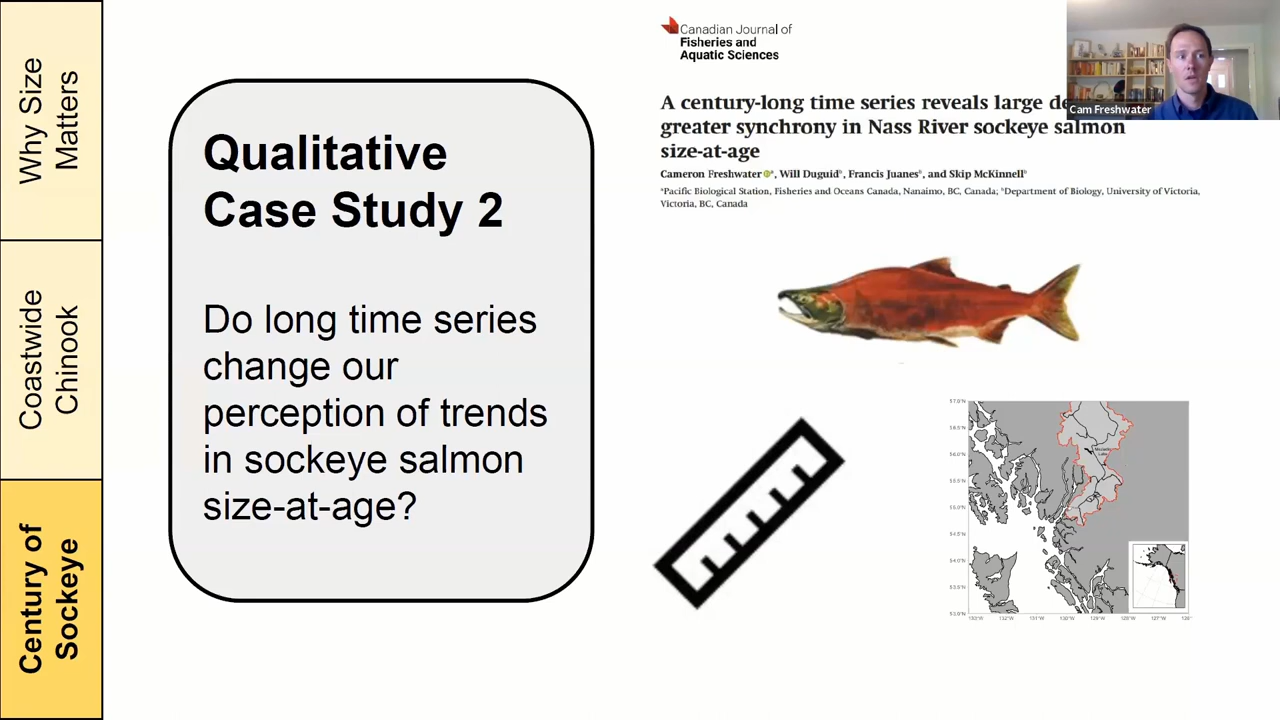 Why Size
Matters
Coastwide
Chinook
Century of
Sockeye
Qualitative
Case Study 2
Do long time series
change our
perception of trends
in sockeye salmon
size-at-age?
Canadian Journal of
Fisheries and
Aquatic Sciences
A century-long time series reveals large
greater synchrony in Nass River sockeye salmon
size-at-age
Cameron Freshwater, Will Duguid, Francis Juanes, and Skip McKinnell
Pacific Biological Station, Fisheries and Oceans Canada, Nanaimo, BC, Canada; Department of Biology, University of Victoria,
Victoria, BC, Canada
Cam Freshwater